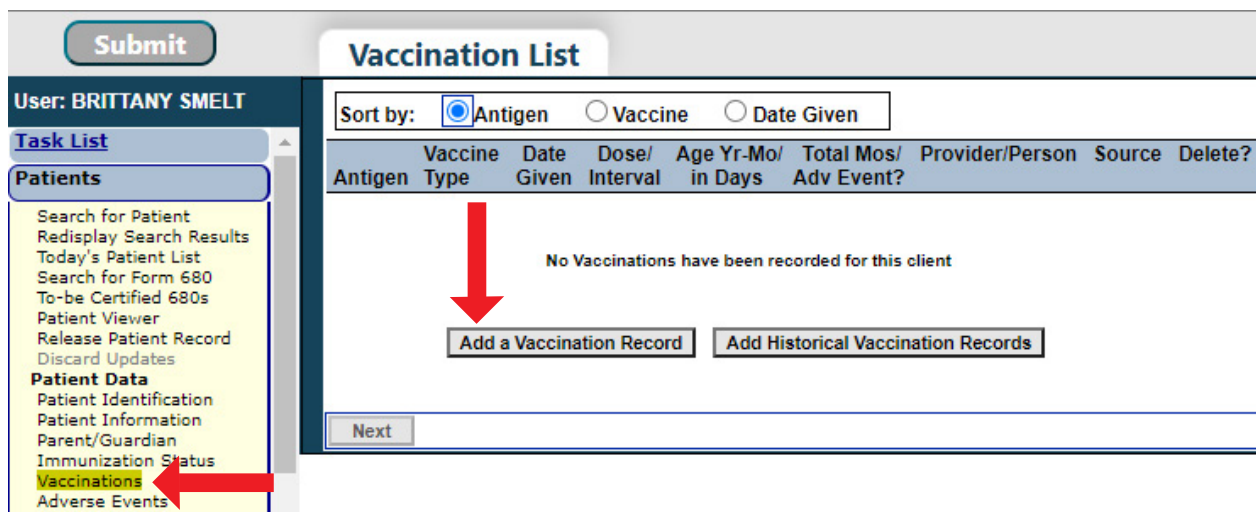 Submit
Vaccination List
User: BRITTANY SMELT
Task List
Patients
Search for Patient
Redisplay Search Results
Today's Patient List
Search for Form 680
To-be Certified 680s
Patient Viewer
Release Patient Record
Discard Updates
Patient Data
Patient Identification
Patient Information
Parent/Guardian
Immunization Status
Vaccinations
Adverse Events
Sort by: Antigen Vaccine Date Given
Vaccine Date Dose/ Age Yr-Mo/ Total Mos/ Provider/Person Source Delete?
Antigen Type Given Interval in Days Adv Event?
No Vaccinations have been recorded for this client
Add a Vaccination Record Add Historical Vaccination Records
Next